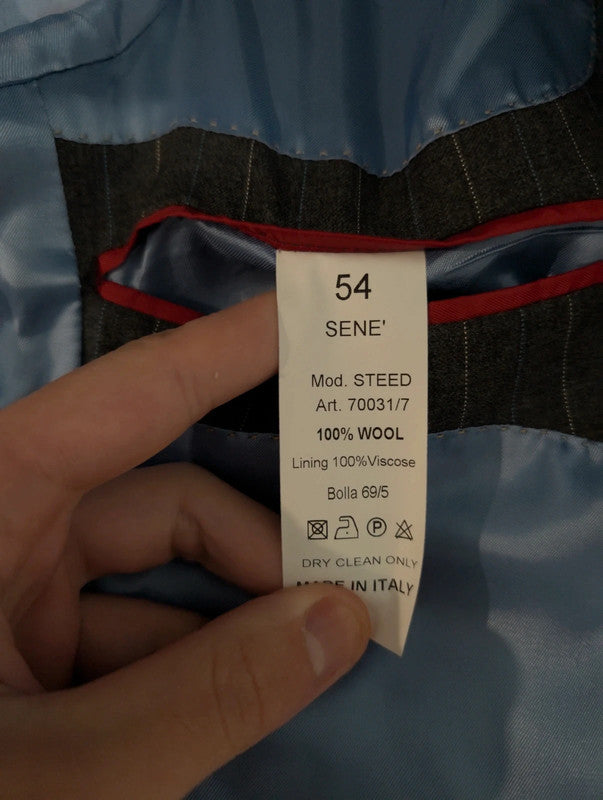 54
SENE'
Mod. STEED
Art. 70031/7
100% WOOL
Lining 100%Viscose
Bolla 69/5
P
DRY CLEAN ONLY
MADE IN ITALY